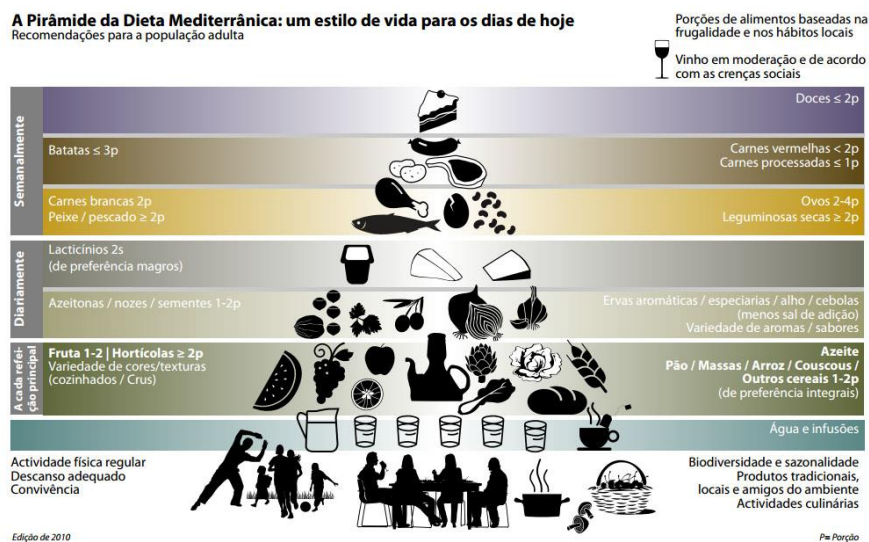 A Pirâmide da Dieta Mediterrânica: um estilo de vida para os dias de hoje
Recomendações para a população adulta
Porções de alimentos baseadas na
frugalidade e nos hábitos locais
Vinho em moderação e de acordo
com as crenças sociais
Semanalmente
Doces ≤ 2p
Batatas ≤ 3p
Carnes vermelhas < 2p
Carnes processadas ≤ 1p
Carnes brancas 2p
Peixe / pescado ≥ 2p
Ovos 2-4p
Leguminosas secas ≥ 2p
Diariamente
Lacticínios 2s
(de preferência magros)
Azeitonas / nozes / sementes 1-2p
Ervas aromáticas / especiarias / alho / cebolas
(menos sal de adição)
Variedade de aromas / sabores
A cada refei-
ção principal
Fruta 1-2 | Hortícolas ≥ 2p
Variedade de cores/texturas
(cozinhados / Crus)
Azeite
Pão / Massas / Arroz / Couscous /
Outros cereais 1-2p
(de preferência integrais)
Água e infusões
Actividade física regular
Descanso adequado
Convivência
Biodiversidade e sazonalidade
Produtos tradicionais,
locais e amigos do ambiente
Actividades culinárias
Edição de 2010
P= Porção